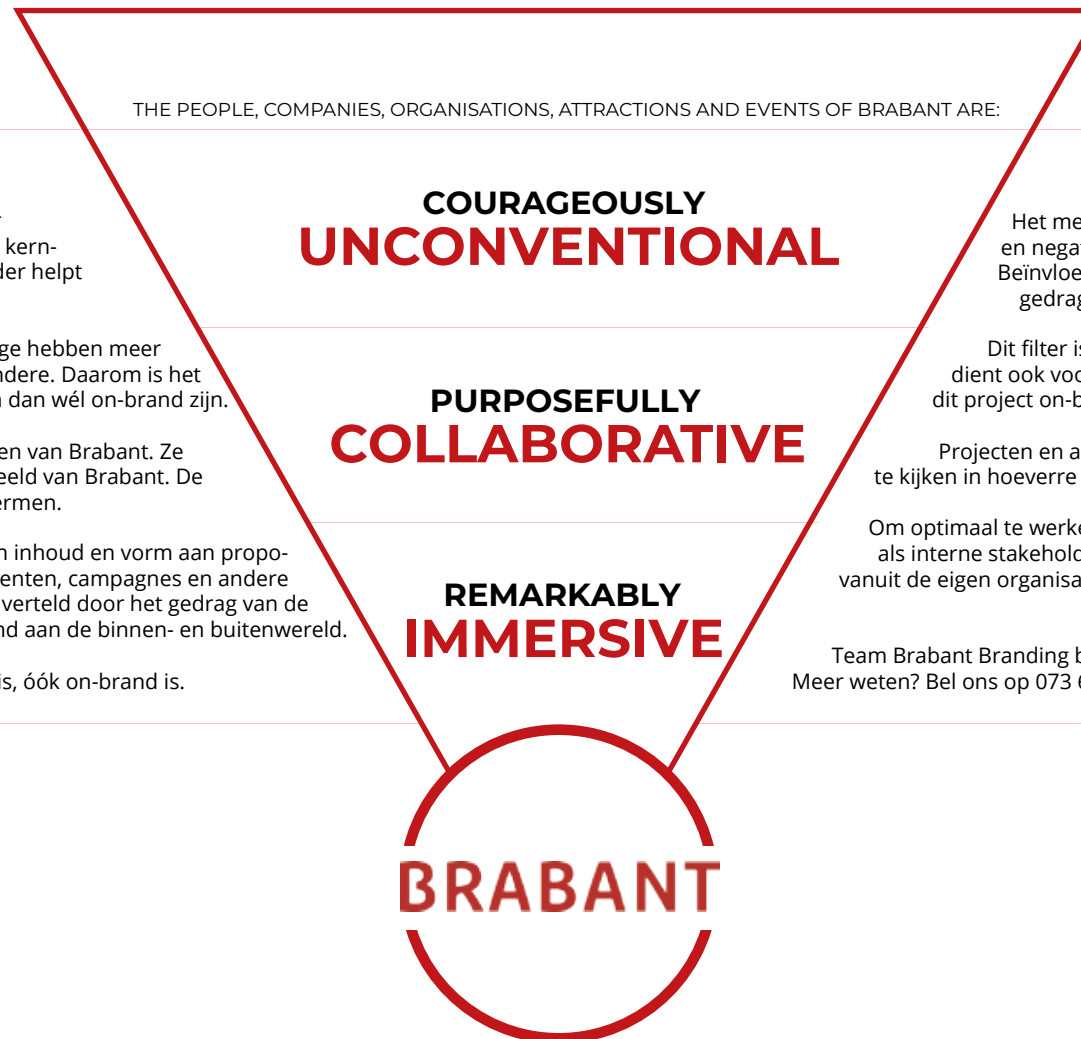 THE PEOPLE, COMPANIES, ORGANISATIONS, ATTRACTIONS AND EVENTS OF BRABANT ARE:
kern-
der helpt
ge hebben meer
ndere. Daarom is het
dan wél on-brand zijn.
en van Brabant. Ze
eeld van Brabant. De
ermen.
n inhoud en vorm aan propo-
enten, campagnes en andere
verteld door het gedrag van de
nd aan de binnen- en buitenwereld.
is, óók on-brand is.
COURAGEOUSLY
UNCONVENTIONAL
PURPOSEFULLY
COLLABORATIVE
REMARKABLY
IMMERSIVE
BRABANT
Het me
en nega
Beïnvloe
gedrag
Dit filter is
dient ook voo
dit project on-b
Projecten en a
te kijken in hoeverre
Om optimaal te werke
als interne stakehold
vanuit de eigen organisa
Team Brabant Branding b
Meer weten? Bel ons op 073 6